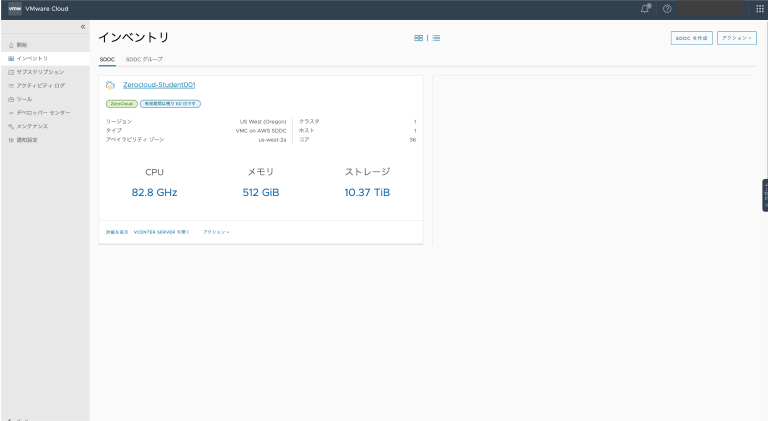 vmw VMware Cloud
インベントリ
SDDC を作成
アクション
開始
インベントリ
サブスクリプション
アクティビティ ログ
ツール
デベロッパー センター
メンテナンス
通知設定
SDDC SDDC グループ
Zerocloud-Student001
ZeroCloud 有効期間は残り 60 日です
リージョン US West (Oregon) クラスタ 1
タイプ VMC on AWS SDDC ホスト 1
アベイラビリティ ゾーン us-west-2a コア 36
CPU メモリ ストレージ
82.8 GHz 512 GiB 10.37 TiB
詳細を表示 VCENTER SERVER を開く アクション